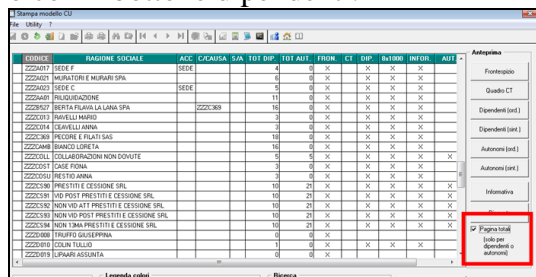 Stampa modello CU
File Utility ?
CODICE RAGIONE SOCIALE ACC C/CAUSA S/A TOT DIP. TOT AUT. FRON. CT DIP. 0x1000 INFOR. AUT.
ZZZA017 SEDE F SEDE 4 0 X X X X
ZZZA021 MURATORI E MURARI SPA 6 0 X X X X
ZZZA023 SEDE C SEDE 5 0 X X X X
ZZZAA01 RILIQUIDAZIONE 11 0 X X X X
ZZZB527 BERTA FILAVA LA LANA SPA ZZZC369 16 0 X X X X
ZZZC013 RAVELLI MARIO 3 0 X X X X
ZZZC014 CEAVELLI ANNA 3 0 X X X X
ZZZC369 PECORE E FILATI SAS 18 0 X X X X
ZZZCAMB BIANCO LORETA 16 0 X X X X
ZZZCOLL COLLABORAZIONI NON DOVUTE 5 5 X X X X X
ZZZCOST CASE FIONA 3 0 X X X X
ZZZCOSU RESTIO ANNA 3 0 X X X X
ZZZCS90 PRESTITI E CESSIONE SRL 10 21 X X X X X
ZZZCS91 VID POST PRESTITI E CESSIONE SRL 10 21 X X X X X
ZZZCS92 NON VID ATT PRESTITI E CESSIONE SRL 10 21 X X X X X
ZZZCS93 NON VID POST PRESTITI E CESSIONE SRL 10 21 X X X X X
ZZZCS94 NON 13MA PRESTITI E CESSIONE SRL 10 21 X X X X X
ZZZD008 TRUFFO GIUSEPPINA 0 0
ZZZD010 COLIN TULLIO 1 0 X X X X
ZZZD019 LIPAARI ASSUNTA 0 0
Anteprima
Frontespizio
Quadro CT
Dipendenti (ord.)
Dipendenti (sint.)
Autonomi (ord.)
Autonomi (sint.)
Informativa
Pagina totali
(solo per
dipendenti o
autonomi)
Legenda colori
Ricerca